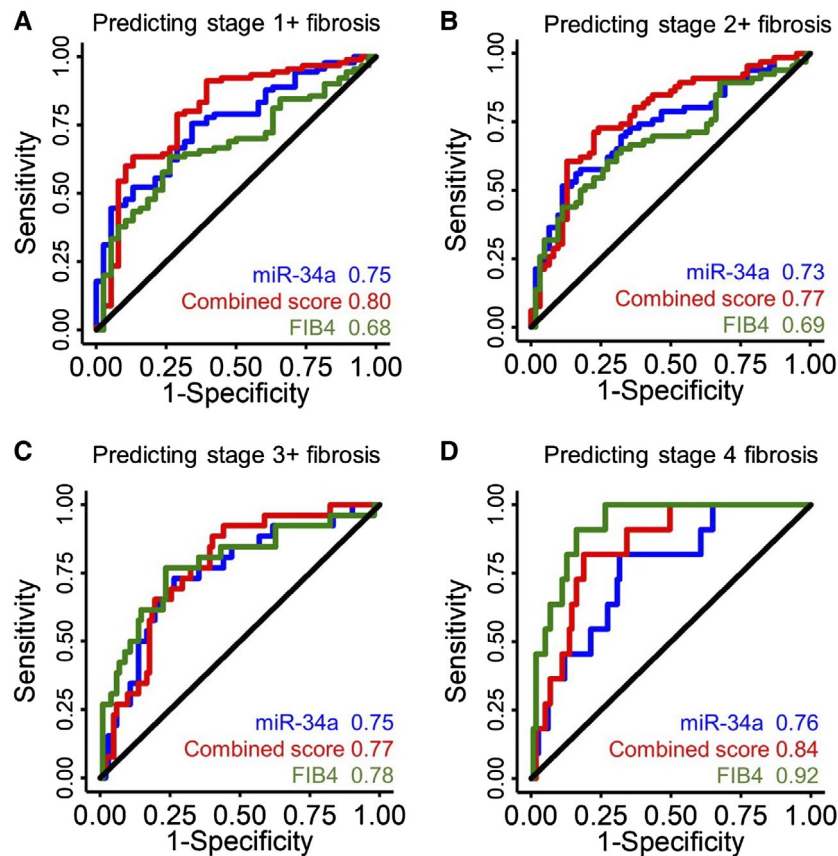 A Predicting stage 1+ fibrosis
Sensitivity
1.00
0.75
0.50
0.25
0.00
miR-34a 0.75
Combined score 0.80
FIB4 0.68
0.00 0.25 0.50 0.75 1.00
1-Specificity
B Predicting stage 2+ fibrosis
Sensitivity
1.00
0.75
0.50
0.25
0.00
miR-34a 0.73
Combined score 0.77
FIB4 0.69
0.00 0.25 0.50 0.75 1.00
1-Specificity
C Predicting stage 3+ fibrosis
Sensitivity
1.00
0.75
0.50
0.25
0.00
miR-34a 0.75
Combined score 0.77
FIB4 0.78
0.00 0.25 0.50 0.75 1.00
1-Specificity
D Predicting stage 4 fibrosis
Sensitivity
1.00
0.75
0.50
0.25
0.00
miR-34a 0.76
Combined score 0.84
FIB4 0.92
0.00 0.25 0.50 0.75 1.00
1-Specificity